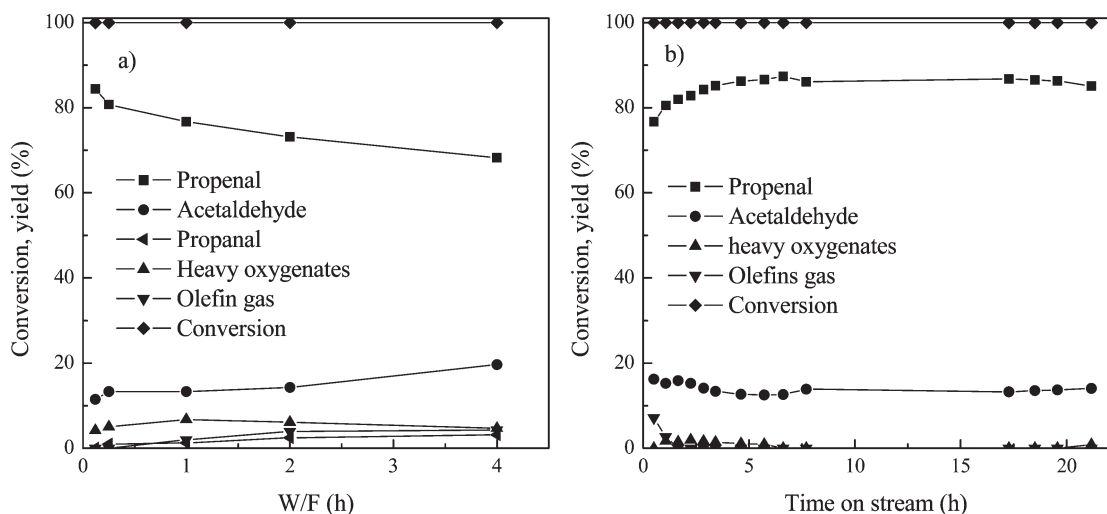 100
80
60
40
20
0
Conversion, yield (%)
a)
Propenal
Acetaldehyde
Propanal
Heavy oxygenates
Olefin gas
Conversion
0
1
2
3
4
W/F (h)
100
80
60
40
20
0
Conversion, yield (%)
b)
Propenal
Acetaldehyde
heavy oxygenates
Olefins gas
Conversion
0
5
10
15
20
Time on stream (h)